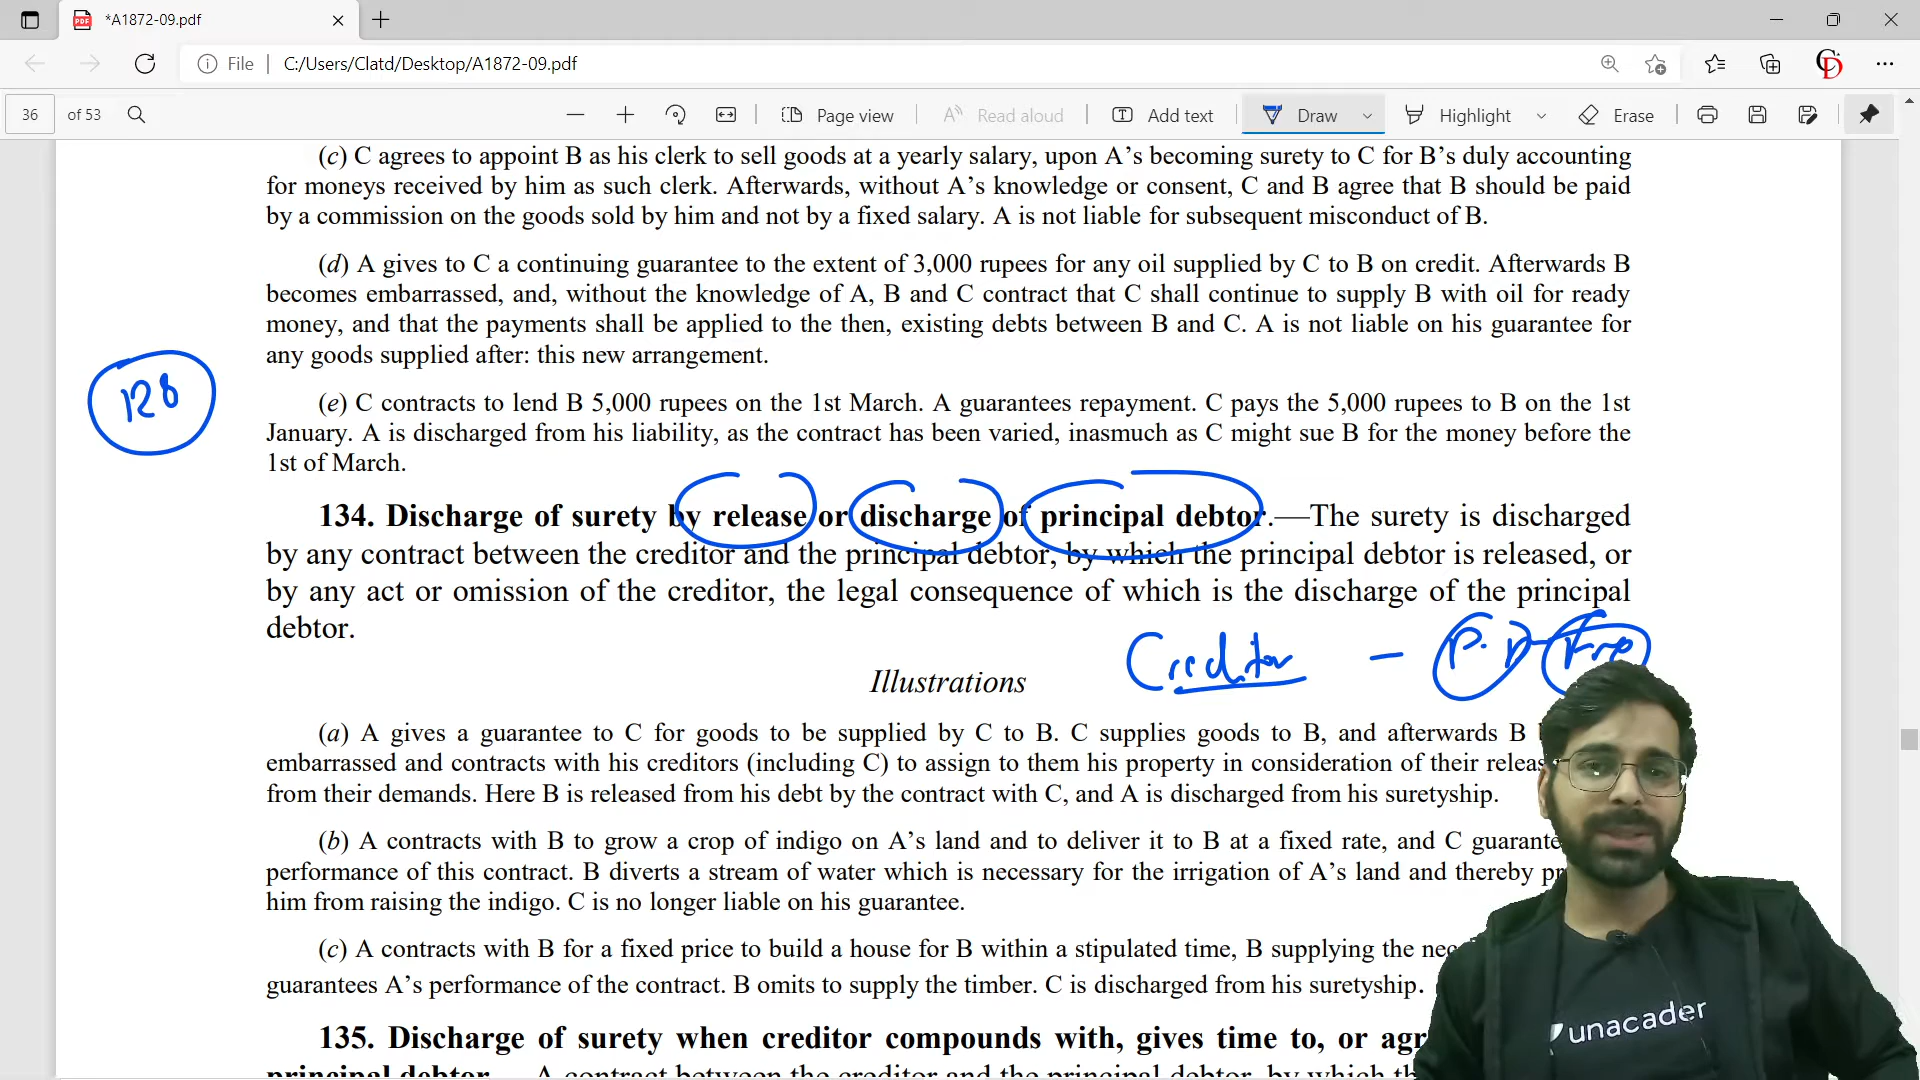 *A1872-09.pdf
File
C:/Users/Clatd/Desktop/A1872-09.pdf
36 of 53
Page view
Read aloud
Add text
Draw
Highlight
Erase
(c) C agrees to appoint B as his clerk to sell goods at a yearly salary, upon A’s becoming surety to C for B’s duly accounting
for moneys received by him as such clerk. Afterwards, without A’s knowledge or consent, C and B agree that B should be paid
by a commission on the goods sold by him and not by a fixed salary. A is not liable for subsequent misconduct of B.
(d) A gives to C a continuing guarantee to the extent of 3,000 rupees for any oil supplied by C to B on credit. Afterwards B
becomes embarrassed, and, without the knowledge of A, B and C contract that C shall continue to supply B with oil for ready
money, and that the payments shall be applied to the then, existing debts between B and C. A is not liable on his guarantee for
any goods supplied after: this new arrangement.
128
(e) C contracts to lend B 5,000 rupees on the 1st March. A guarantees repayment. C pays the 5,000 rupees to B on the 1st
January. A is discharged from his liability, as the contract has been varied, inasmuch as C might sue B for the money before the
1st of March.
134. Discharge of surety by release or discharge of principal debtor.—The surety is discharged
by any contract between the creditor and the principal debtor, by which the principal debtor is released, or
by any act or omission of the creditor, the legal consequence of which is the discharge of the principal
debtor.
Creditor - P.D
Illustrations
(a) A gives a guarantee to C for goods to be supplied by C to B. C supplies goods to B, and afterwards B
embarrassed and contracts with his creditors (including C) to assign to them his property in consideration of their
from their demands. Here B is released from his debt by the contract with C, and A is discharged from his suretyship.
(b) A contracts with B to grow a crop of indigo on A’s land and to deliver it to B at a fixed rate, and C
performance of this contract. B diverts a stream of water which is necessary for the irrigation of A’s land and thereby
him from raising the indigo. C is no longer liable on his guarantee.
(c) A contracts with B for a fixed price to build a house for B within a stipulated time, B supplying the
guarantees A’s performance of the contract. B omits to supply the timber. C is discharged from his suretyship.
unacader
135. Discharge of surety when creditor compounds with, gives time to, or
principal debtor.— A contract between the creditor and the principal debtor, by which